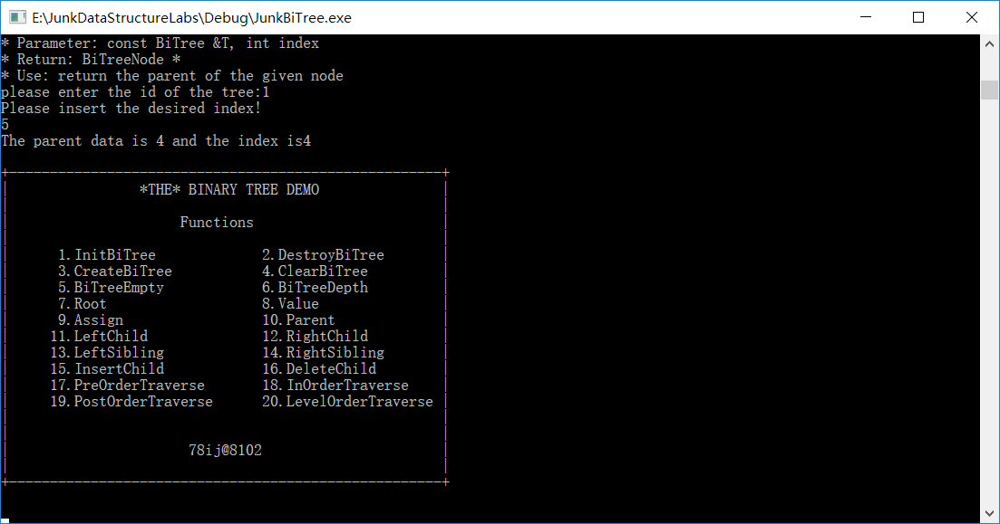 E:\JunkDataStructureLabs\Debug\JunkBiTree.exe
* Parameter: const BiTree &T, int index
* Return: BiTreeNode *
* Use: return the parent of the given node
please enter the id of the tree:1
Please insert the desired index!
5
The parent data is 4 and the index is4
*THE* BINARY TREE DEMO
Functions
1.InitBiTree 2.DestroyBiTree
3.CreateBiTree 4.ClearBiTree
5.BiTreeEmpty 6.BiTreeDepth
7.Root 8.Value
9.Assign 10.Parent
11.LeftChild 12.RightChild
13.LeftSibling 14.RightSibling
15.InsertChild 16.DeleteChild
17.PreOrderTraverse 18.InOrderTraverse
19.PostOrderTraverse 20.LevelOrderTraverse
78ij@8102